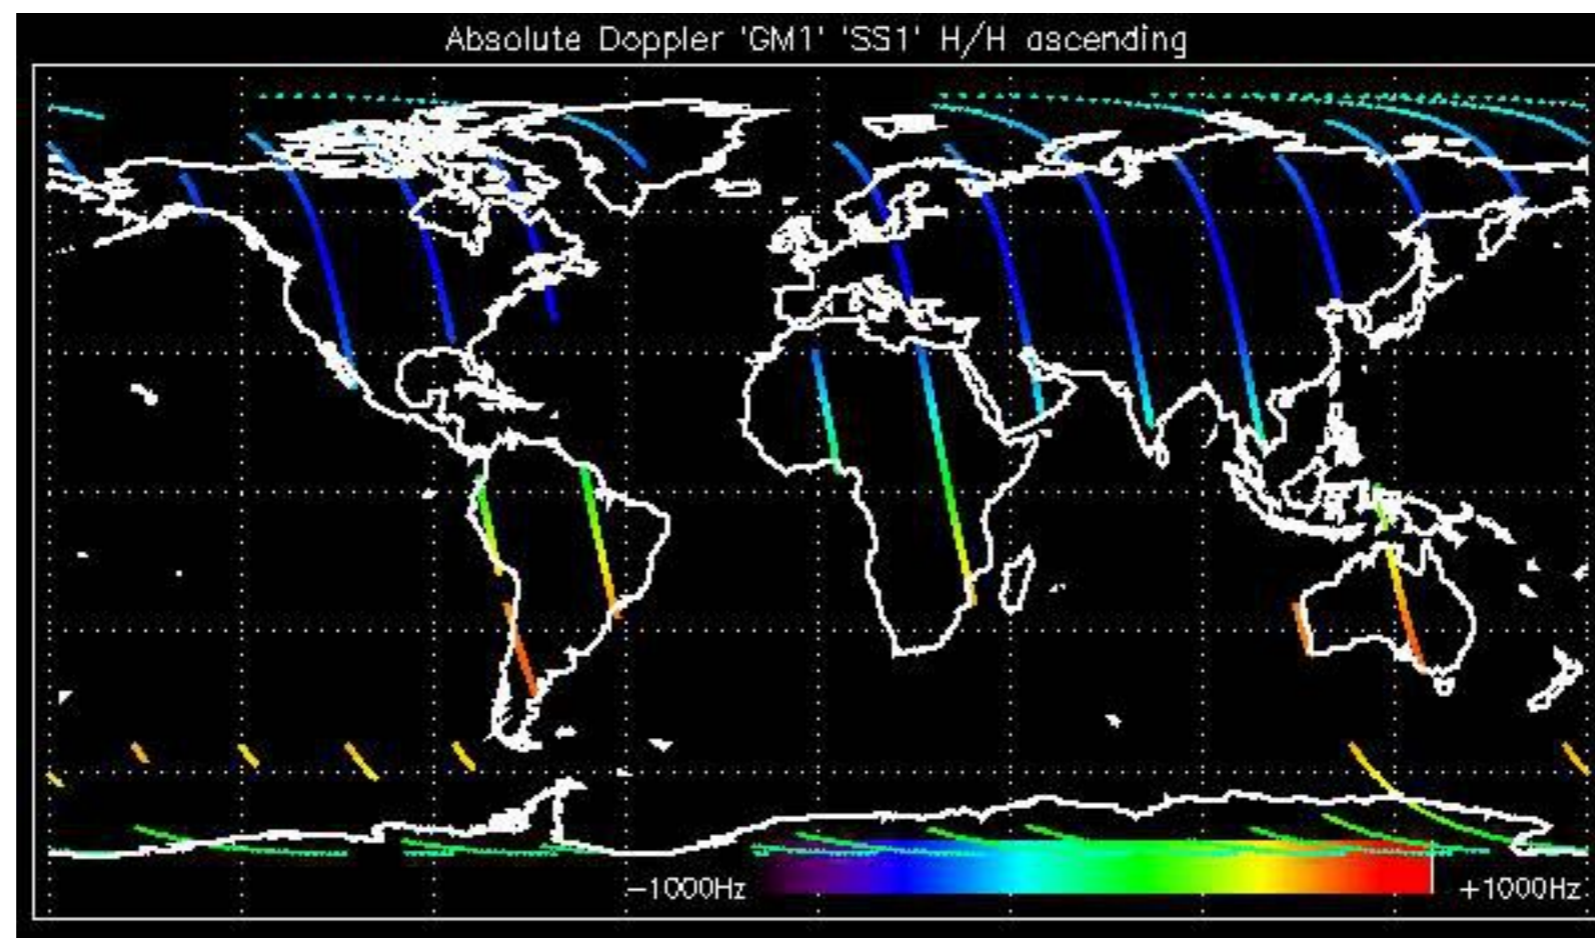 Absolute Doppler 'GM1' 'SS1' H/H ascending
−1000Hz
+1000Hz